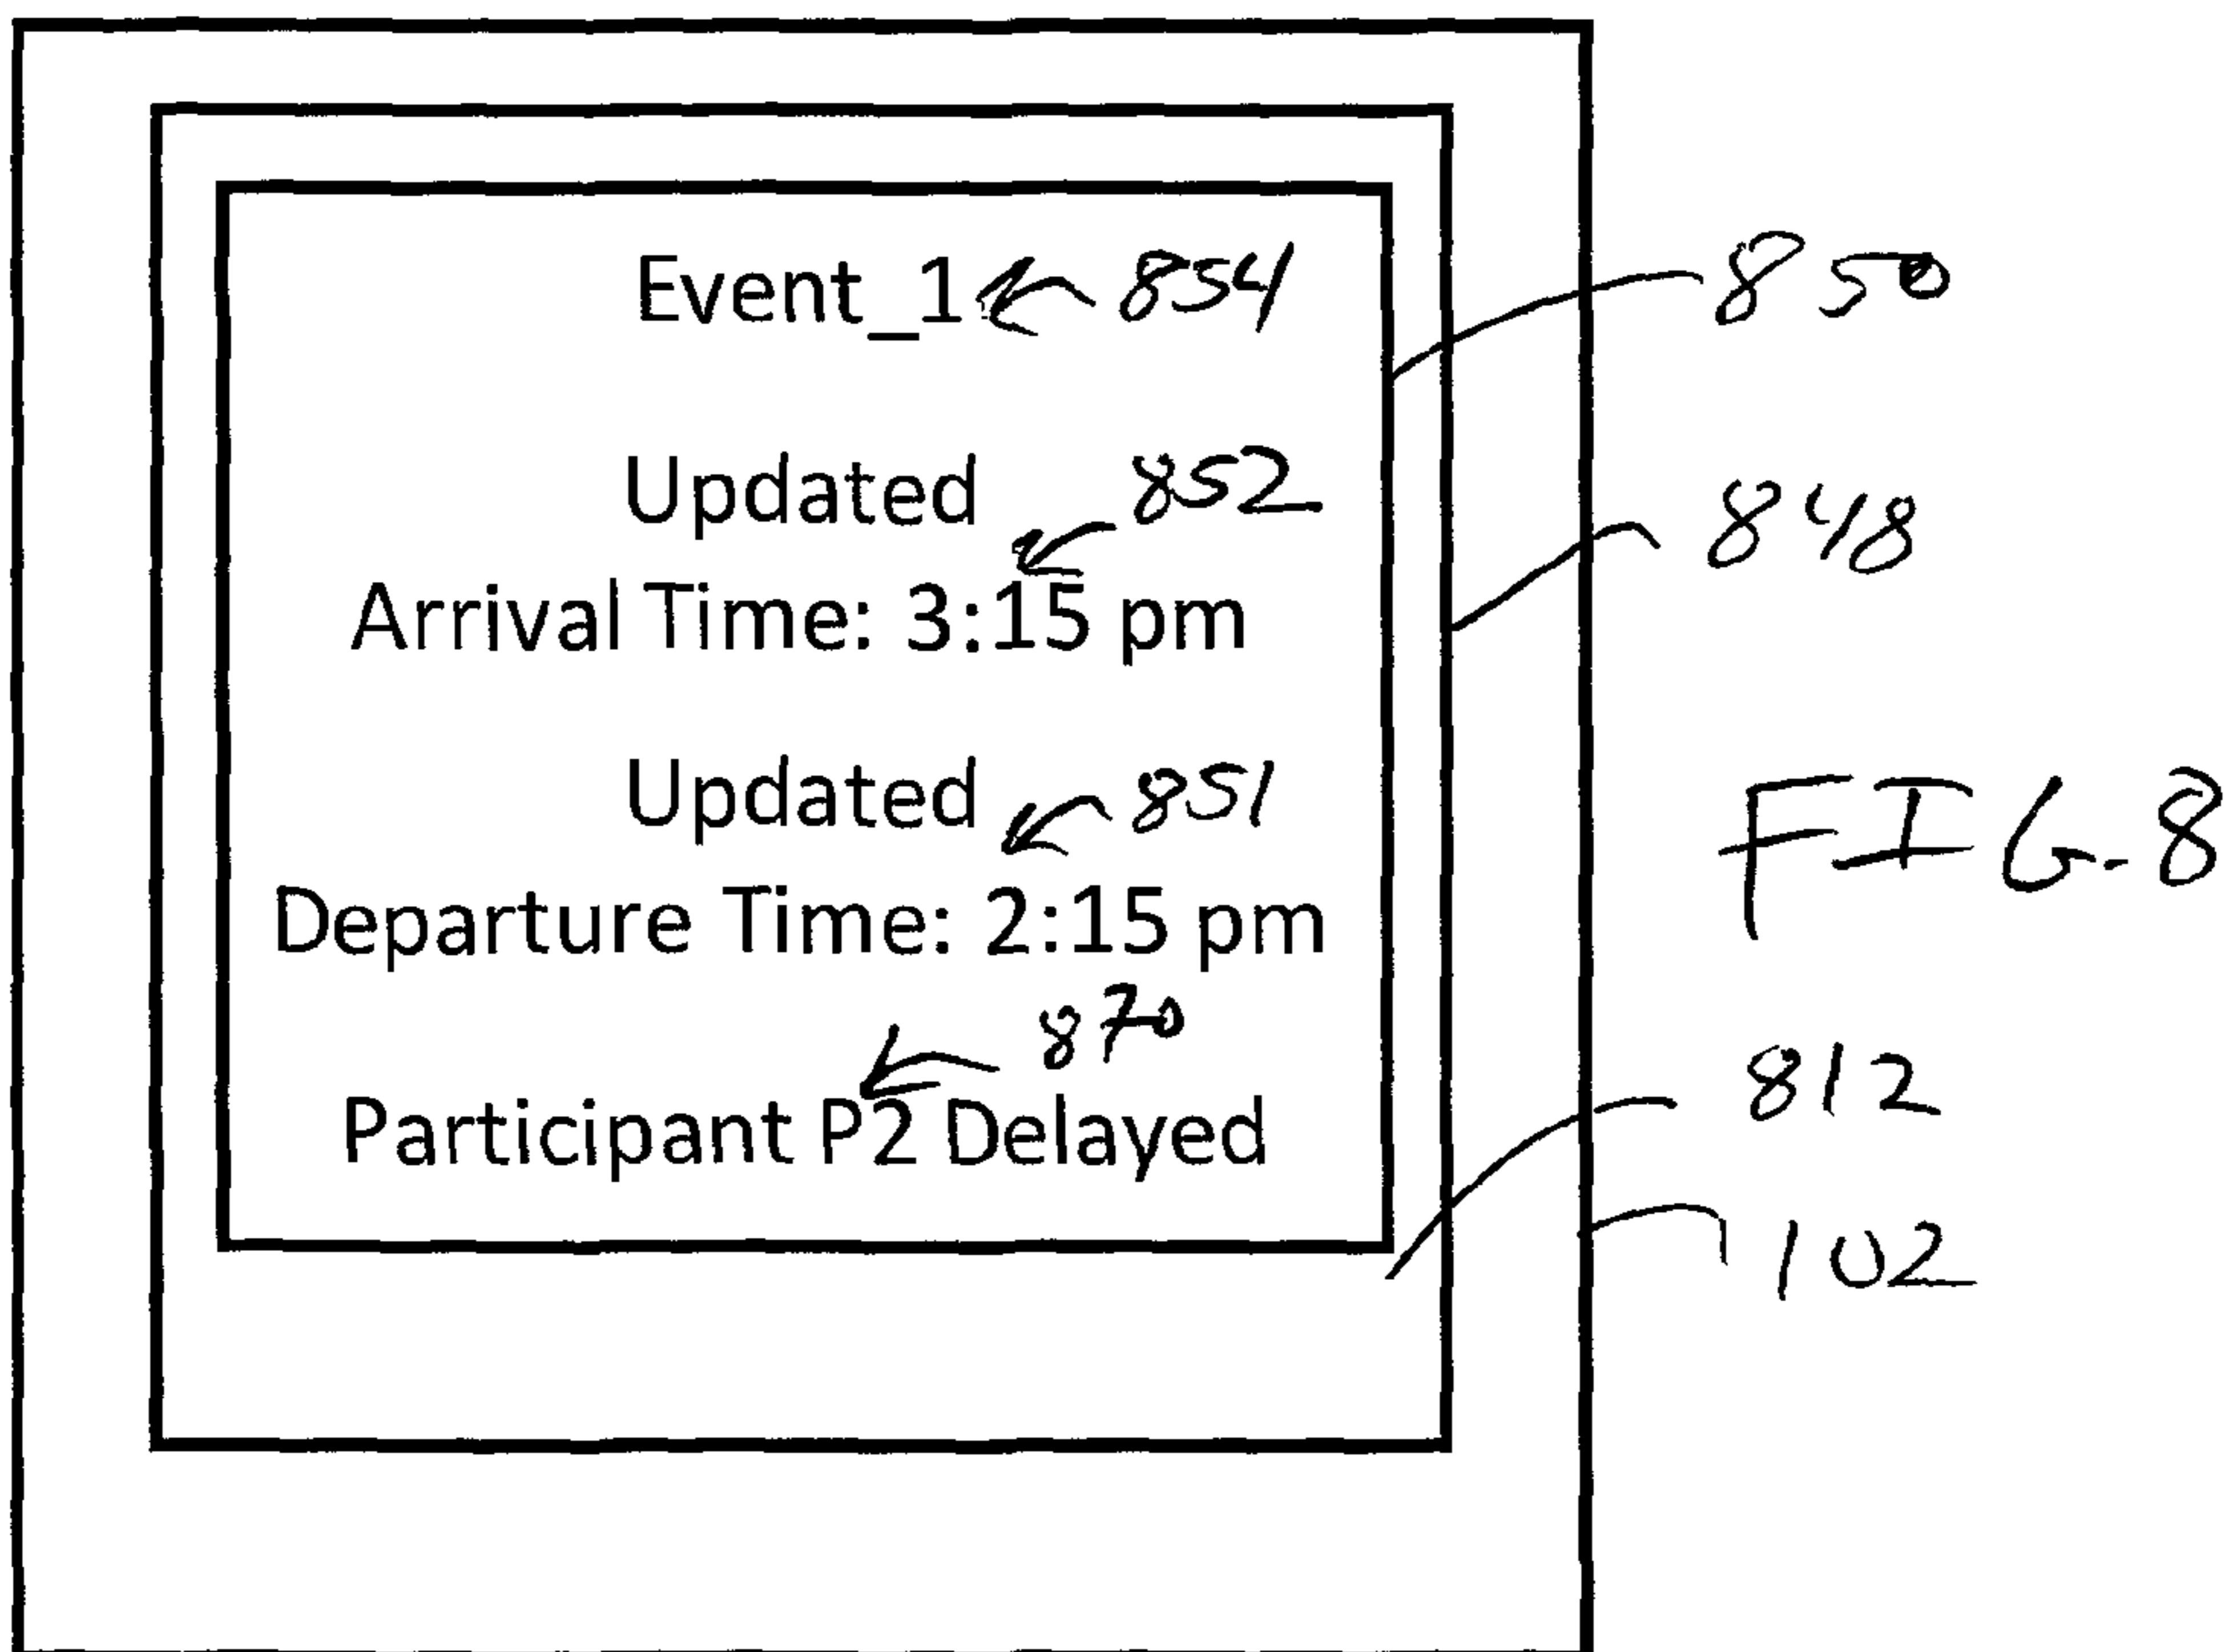 Event_1 854
850
Updated 852
848
Arrival Time: 3:15 pm
Updated 851
FIG. 8
Departure Time: 2:15 pm
870
Participant P2 Delayed
812
102